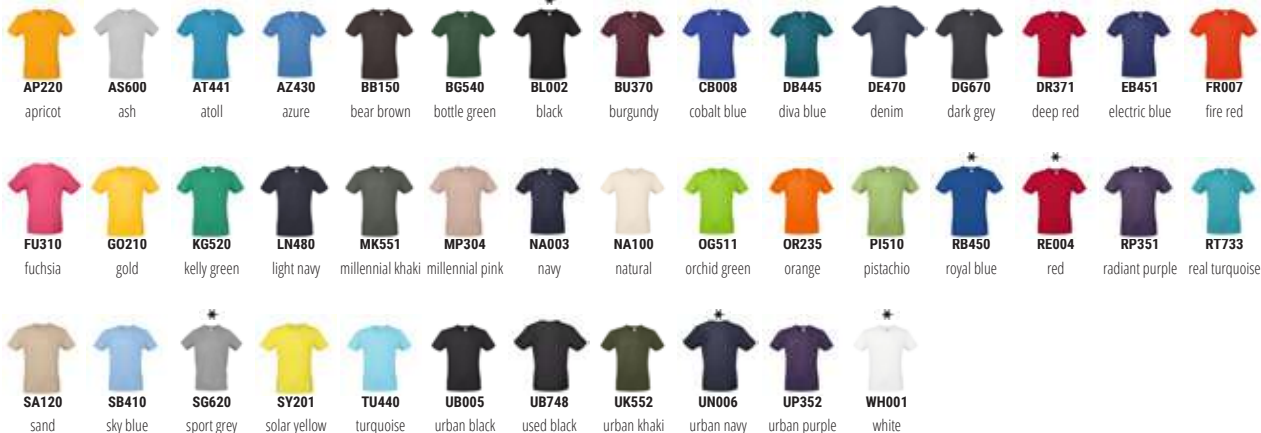 *
AP220 AS600 AT441 AZ430 BB150 BG540 BL002 BU370 CB008 DB445 DE470 DG670 DR371 EB451 FR007
apricot ash atoll azure bear brown bottle green black burgundy cobalt blue diva blue denim dark grey deep red electric blue fire red
* *
FU310 GO210 KG520 LN480 MK551 MP304 NA003 NA100 OG511 OR235 PI510 RB450 RE004 RP351 RT733
fuchsia gold kelly green light navy millennial khaki millennial pink navy natural orchid green orange pistachio royal blue red radiant purple real turquoise
* * *
SA120 SB410 SG620 SY201 TU440 UB005 UB748 UK552 UN006 UP352 WH001
sand sky blue sport grey solar yellow turquoise urban black used black urban khaki urban navy urban purple white